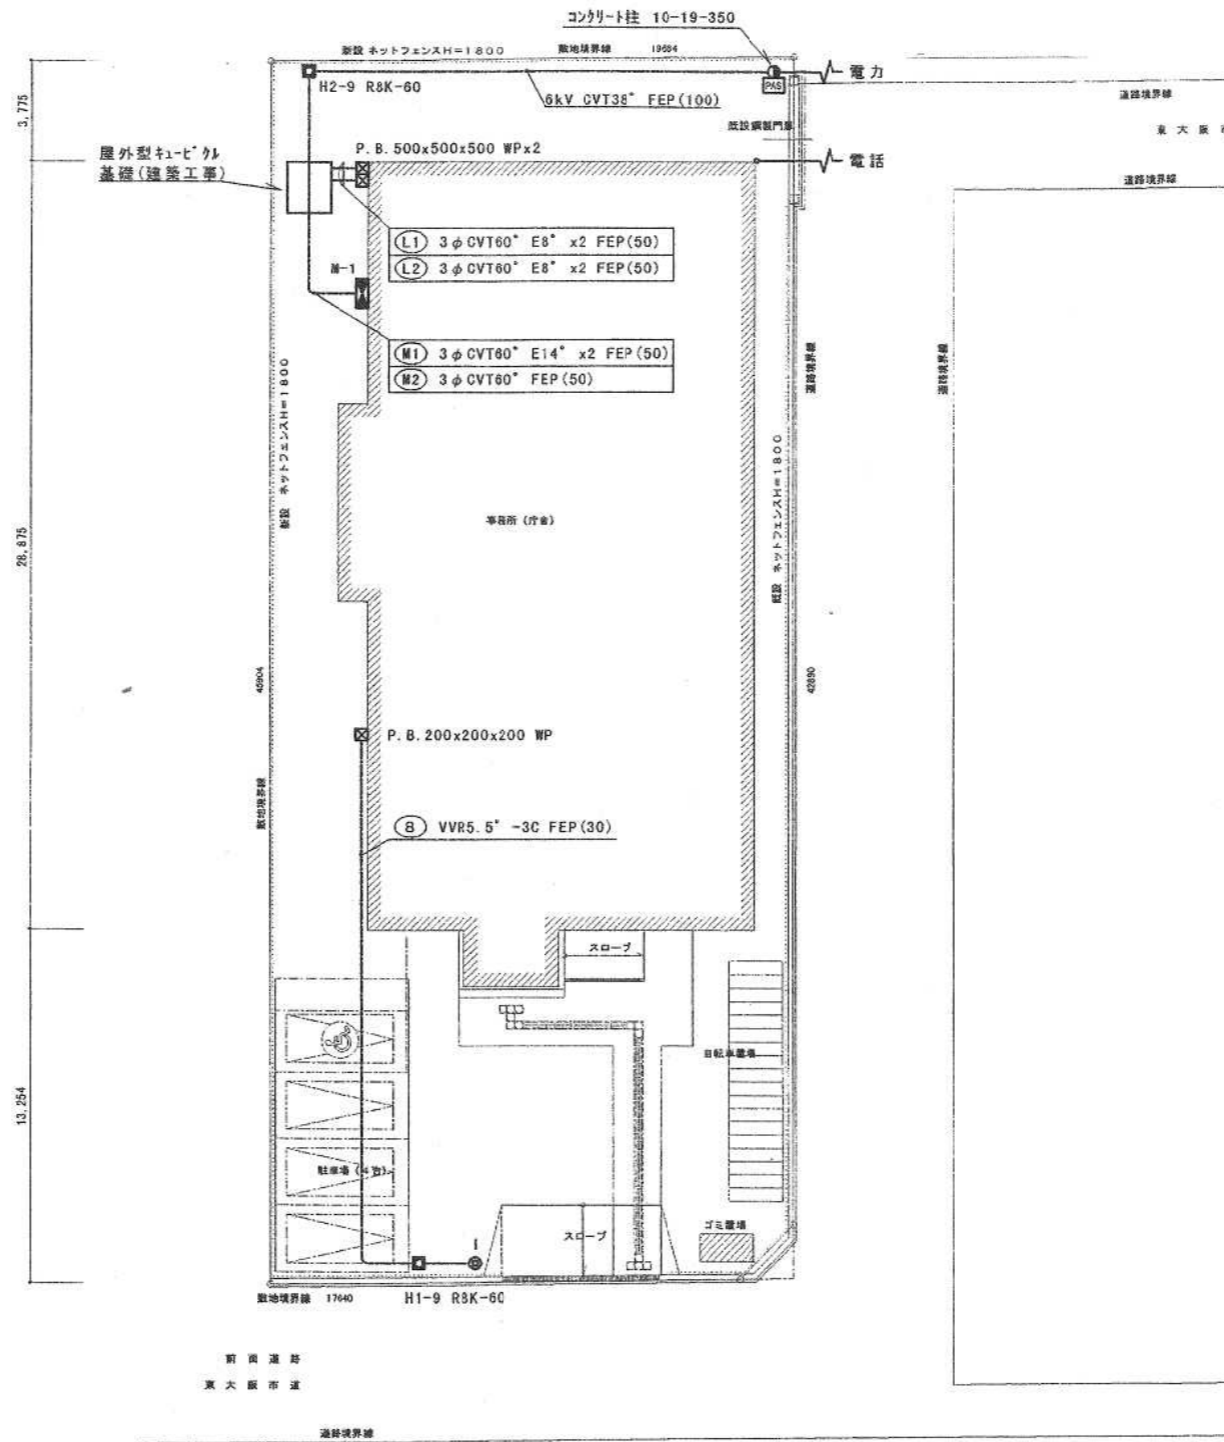 コンクリート柱 10-19-350
新設 ネットフェンスH=1800
敷地境界線
19684
電力
PAS
H2-9 R8K-60
6kV CVT38° FEP(100)
道路境界線
3,775
既設鋼製門扉
東大阪市
屋外型キュービクル
基礎(建築工事)
P.B.500x500x500 WPx2
電話
道路境界線
L1 3φCVT60° E8° x2 FEP(50)
L2 3φCVT60° E8° x2 FEP(50)
M-1
M1 3φCVT60° E14° x2 FEP(50)
M2 3φCVT60° FEP(50)
新設 ネットフェンスH=1800
道路境界線
道路境界線
既設 ネットフェンスH=1800
28,875
事務所(庁舎)
45904
42890
P.B.200x200x200 WP
敷地境界線
8 VVR5.5° -3C FEP(30)
スロープ
自転車置場
13,254
駐車場(4台)
ゴミ置場
スロープ
敷地境界線 17640
H1-9 R8K-60
前面道路
東大阪市道
道路境界線